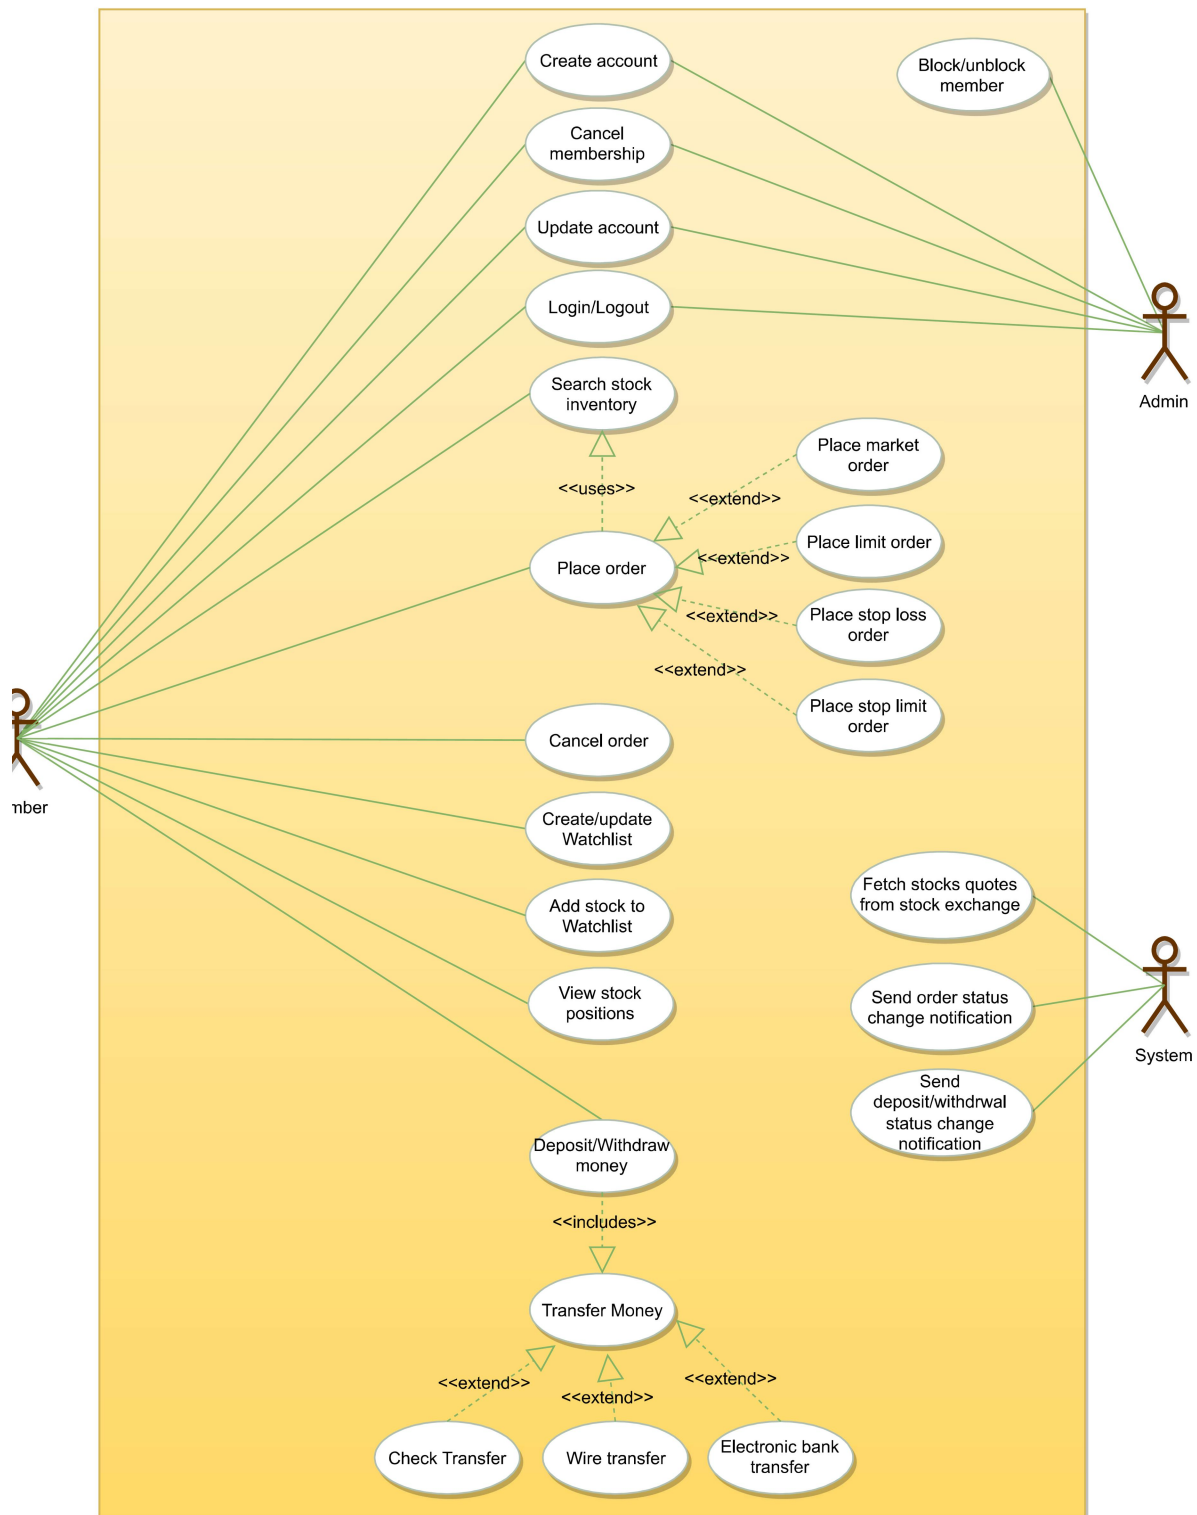 Create account
Block/unblock
member
Cancel
membership
Update account
Login/Logout
Admin
Search stock
inventory
Place market
order
<<uses>>
<<extend>>
Place limit order
<<extend>>
Place order
Place stop loss
order
<<extend>>
<<extend>>
Place stop limit
order
Cancel order
mber
Create/update
Watchlist
Fetch stocks quotes
from stock exchange
Add stock to
Watchlist
View stock
positions
Send order status
change notification
System
Send
deposit/withdrwal
status change
notification
Deposit/Withdraw
money
<<includes>>
Transfer Money
<<extend>>
<<extend>>
<<extend>>
Check Transfer
Wire transfer
Electronic bank
transfer